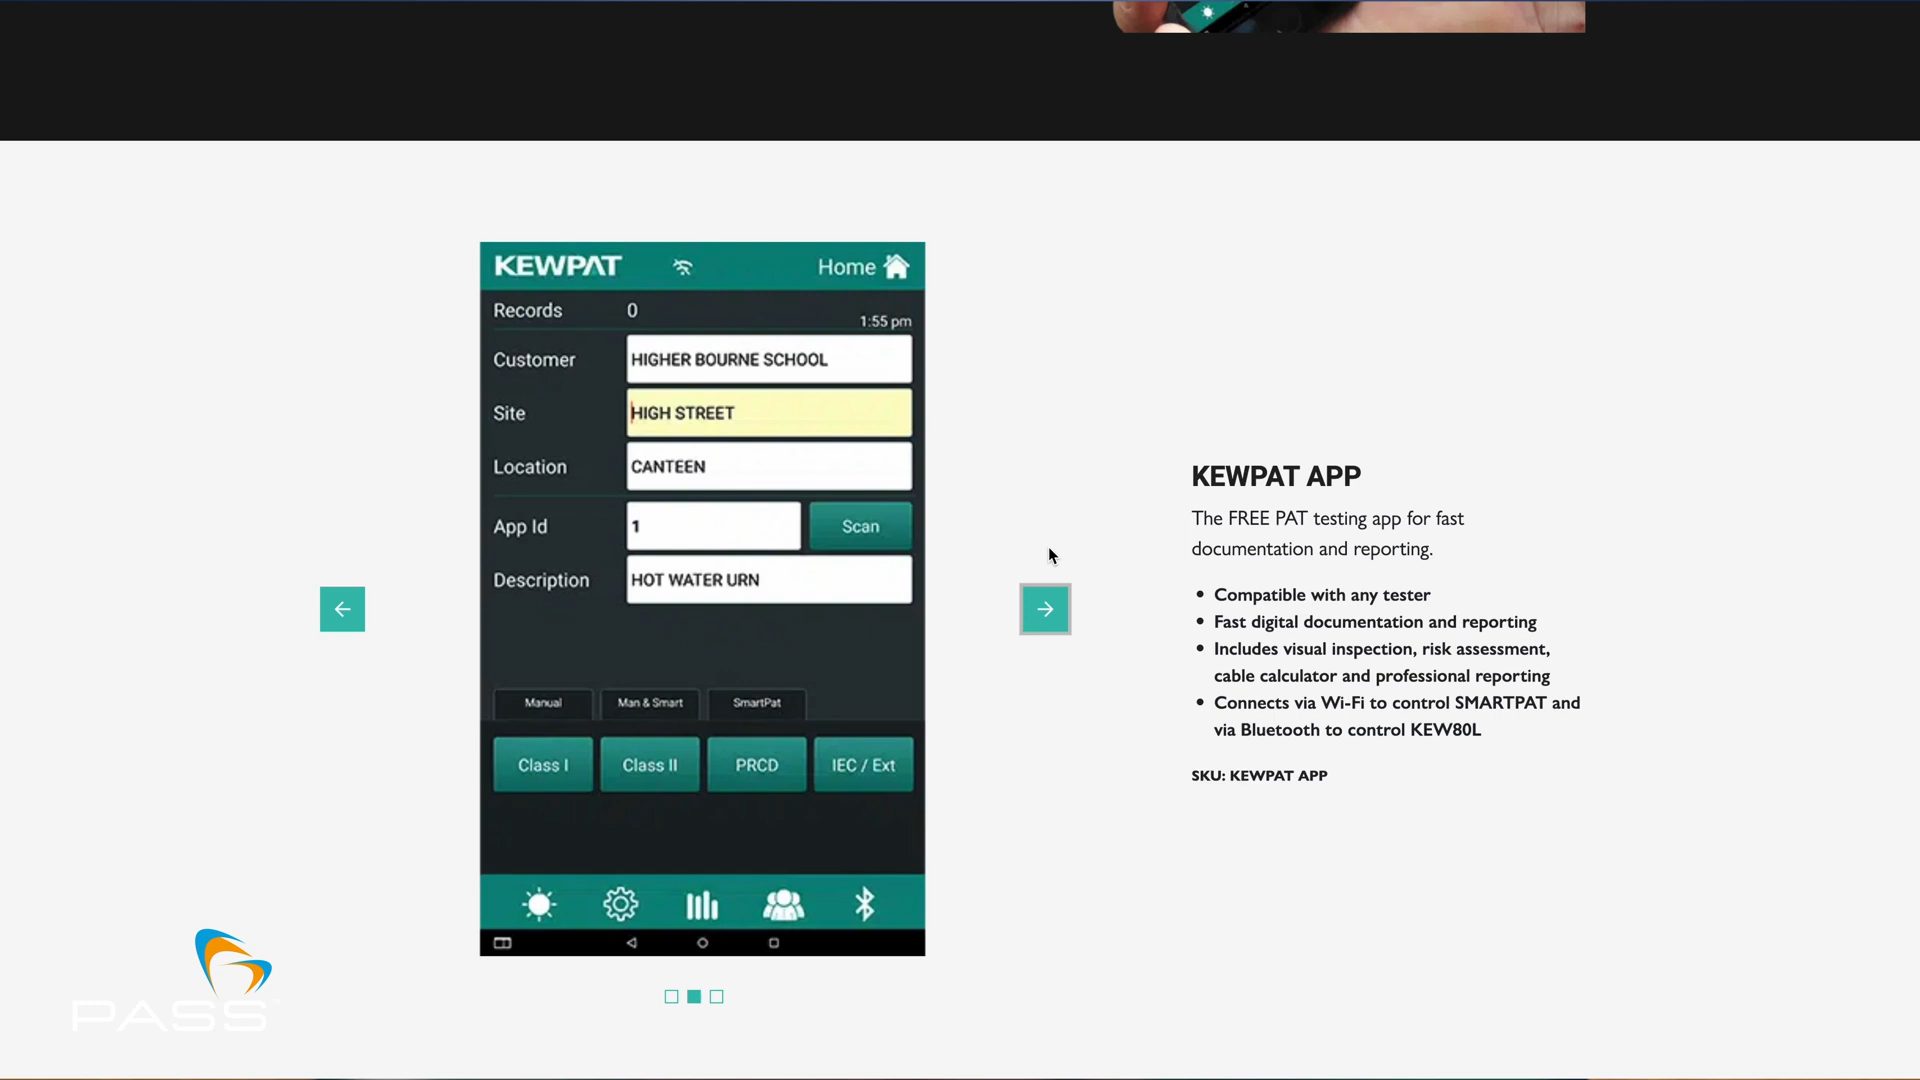 KEWPAT
Home
Records 0
1:55 pm
Customer HIGHER BOURNE SCHOOL
Site HIGH STREET
Location CANTEEN
App Id 1 Scan
Description HOT WATER URN
Manual Man & Smart SmartPat
Class I Class II PRCD IEC / Ext
KEWPAT APP
The FREE PAT testing app for fast
documentation and reporting.
• Compatible with any tester
• Fast digital documentation and reporting
• Includes visual inspection, risk assessment,
cable calculator and professional reporting
• Connects via Wi-Fi to control SMARTPAT and
via Bluetooth to control KEW80L
SKU: KEWPAT APP
PASS